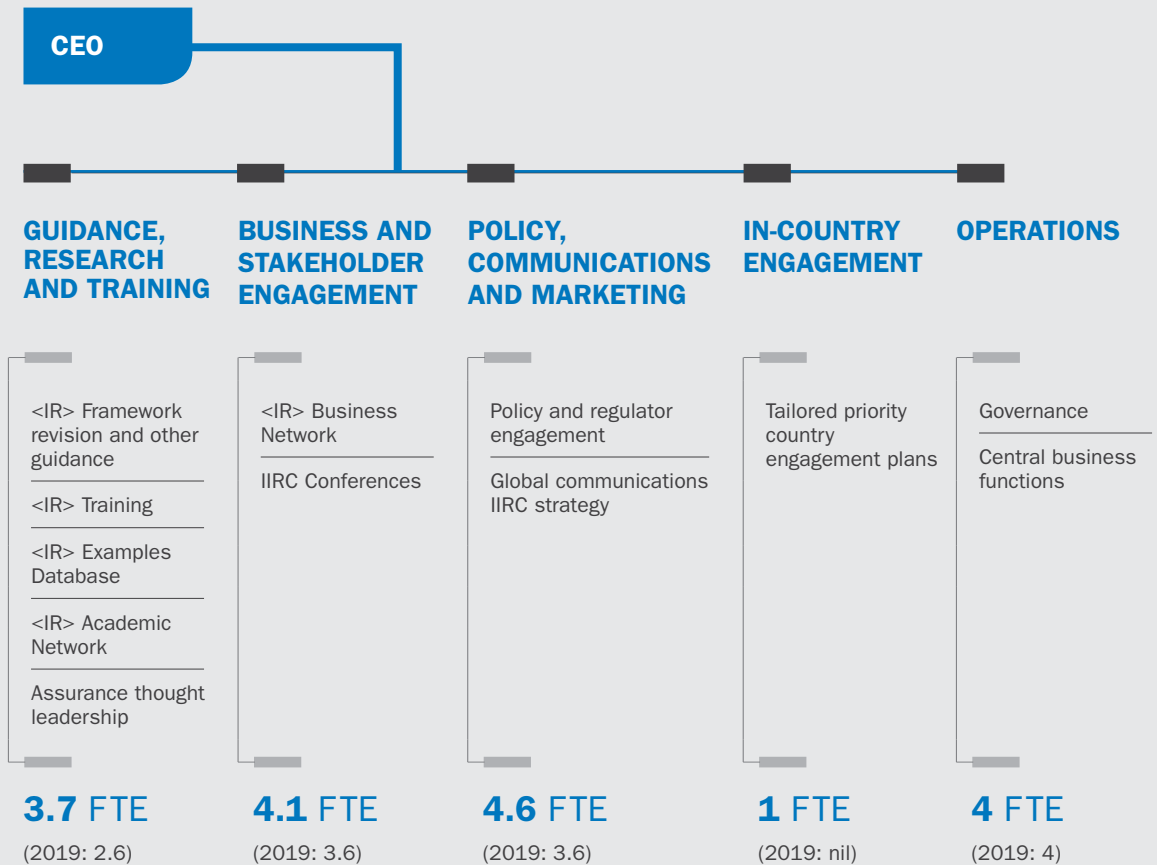 CEO
GUIDANCE,
RESEARCH
AND TRAINING
<IR> Framework
revision and other
guidance
<IR> Training
<IR> Examples
Database
<IR> Academic
Network
Assurance thought
leadership
3.7 FTE
(2019: 2.6)
BUSINESS AND
STAKEHOLDER
ENGAGEMENT
<IR> Business
Network
IIRC Conferences
4.1 FTE
(2019: 3.6)
POLICY,
COMMUNICATIONS
AND MARKETING
Policy and regulator
engagement
Global communications
IIRC strategy
4.6 FTE
(2019: 3.6)
IN-COUNTRY
ENGAGEMENT
Tailored priority
country
engagement plans
1 FTE
(2019: nil)
OPERATIONS
Governance
Central business
functions
4 FTE
(2019: 4)